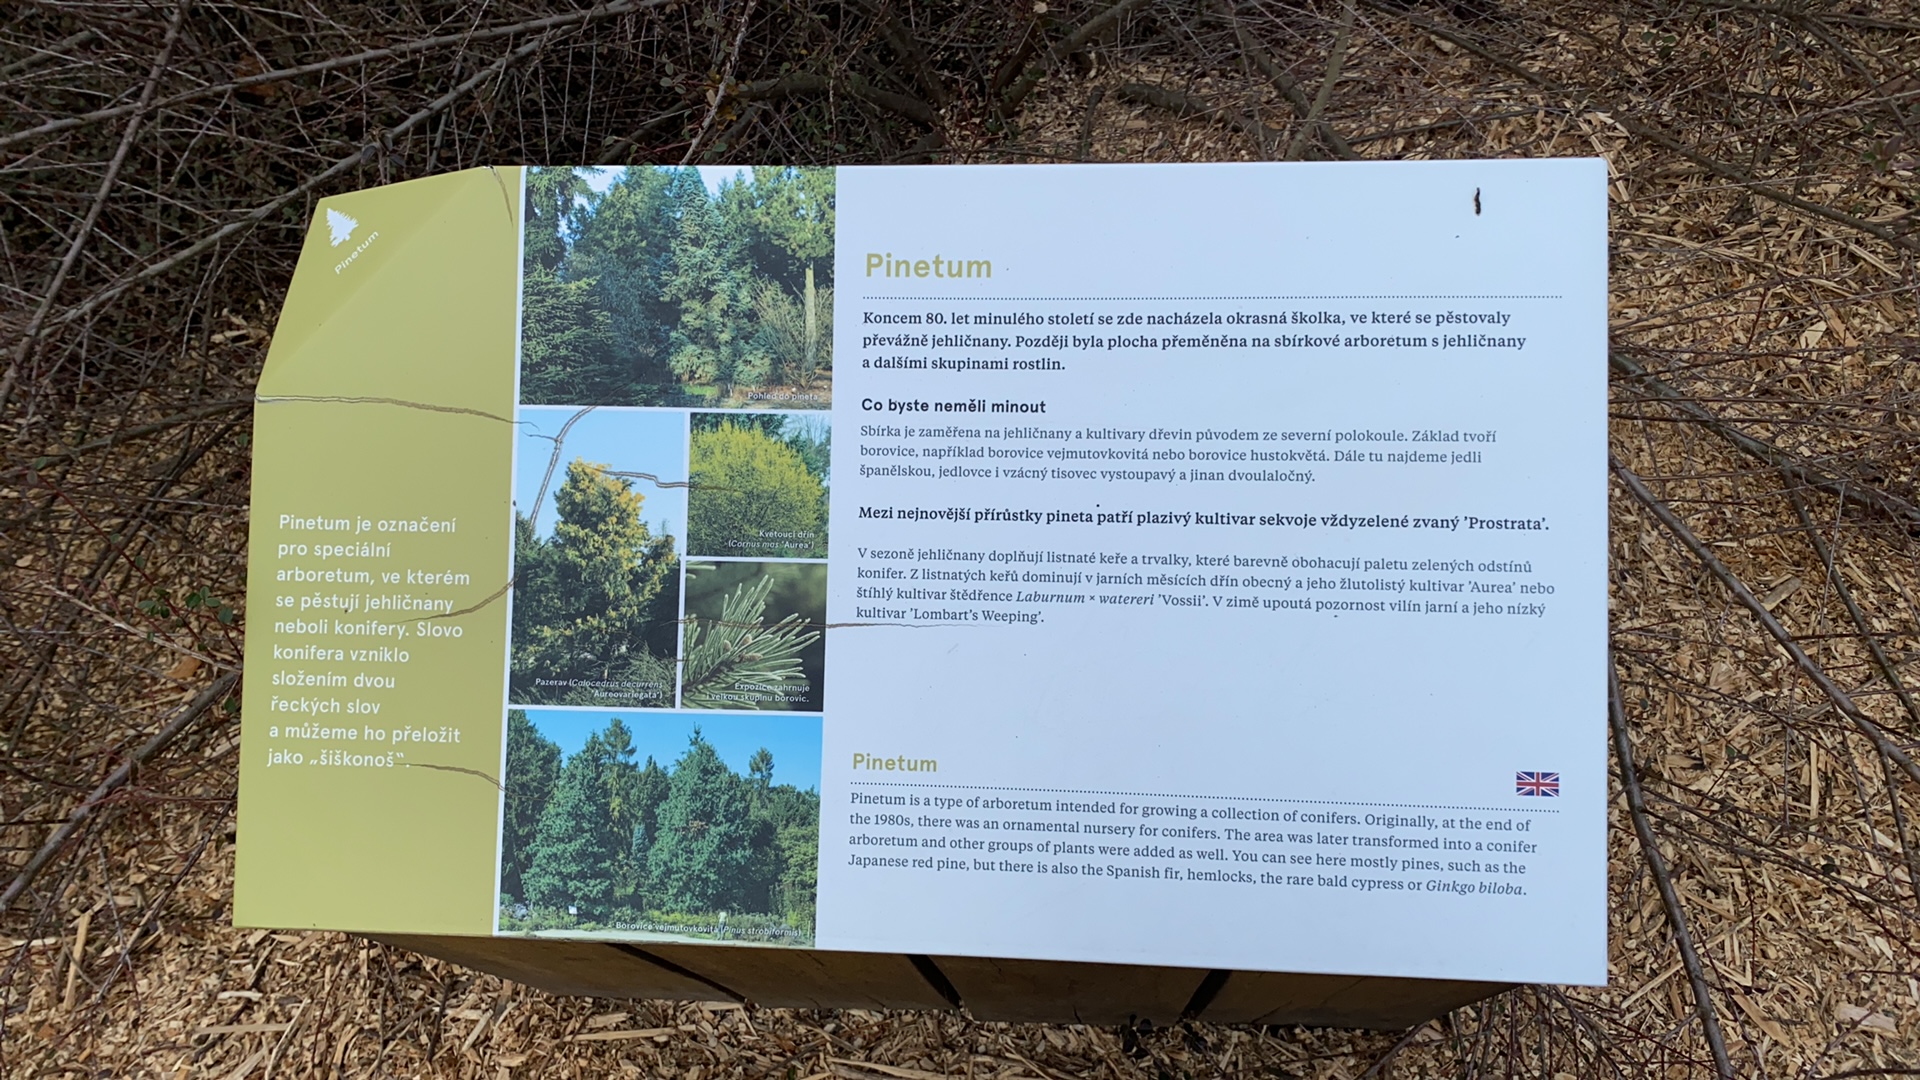 Pinetum
Pinetum je označení
pro speciální
arboretum, ve kterém
se pěstují jehličnany
neboli konifery. Slovo
konifera vzniklo
složením dvou
řeckých slov
a můžeme ho přeložit
jako „šiškonoš“.
Pohled do pineta
Pazerav (Calocedrus decurrens
'Aureovariegata')
Kvetoucí dřín
(Cornus mas 'Aurea')
Expozice zahrnuje
velkou skupinu borovic.
Borovice vejmutovkovitá (Pinus strobiformis)
Pinetum
Koncem 80. let minulého století se zde nacházela okrasná školka, ve které se pěstovaly
převážně jehličnany. Později byla plocha přeměněna na sbírkové arboretum s jehličnany
a dalšími skupinami rostlin.
Co byste neměli minout
Sbírka je zaměřena na jehličnany a kultivary dřevin původem ze severní polokoule. Základ tvoří
borovice, například borovice vejmutovkovitá nebo borovice hustokvětá. Dále tu najdeme jedli
španělskou, jedlovce i vzácný tisovec vystoupavý a jinan dvoulaločný.
Mezi nejnovější přírůstky pineta patří plazivý kultivar sekvoje vždyzelené zvaný 'Prostrata'.
V sezoně jehličnany doplňují listnaté keře a trvalky, které barevně obohacují paletu zelených odstínů
konifer. Z listnatých keřů dominují v jarních měsících dřín obecný a jeho žlutolistý kultivar 'Aurea' nebo
štíhlý kultivar štědřence Laburnum × watereri 'Vossii'. V zimě upoutá pozornost vilín jarní a jeho nízký
kultivar 'Lombart's Weeping'.
Pinetum
Pinetum is a type of arboretum intended for growing a collection of conifers. Originally, at the end of
the 1980s, there was an ornamental nursery for conifers. The area was later transformed into a conifer
arboretum and other groups of plants were added as well. You can see here mostly pines, such as the
Japanese red pine, but there is also the Spanish fir, hemlocks, the rare bald cypress or Ginkgo biloba.